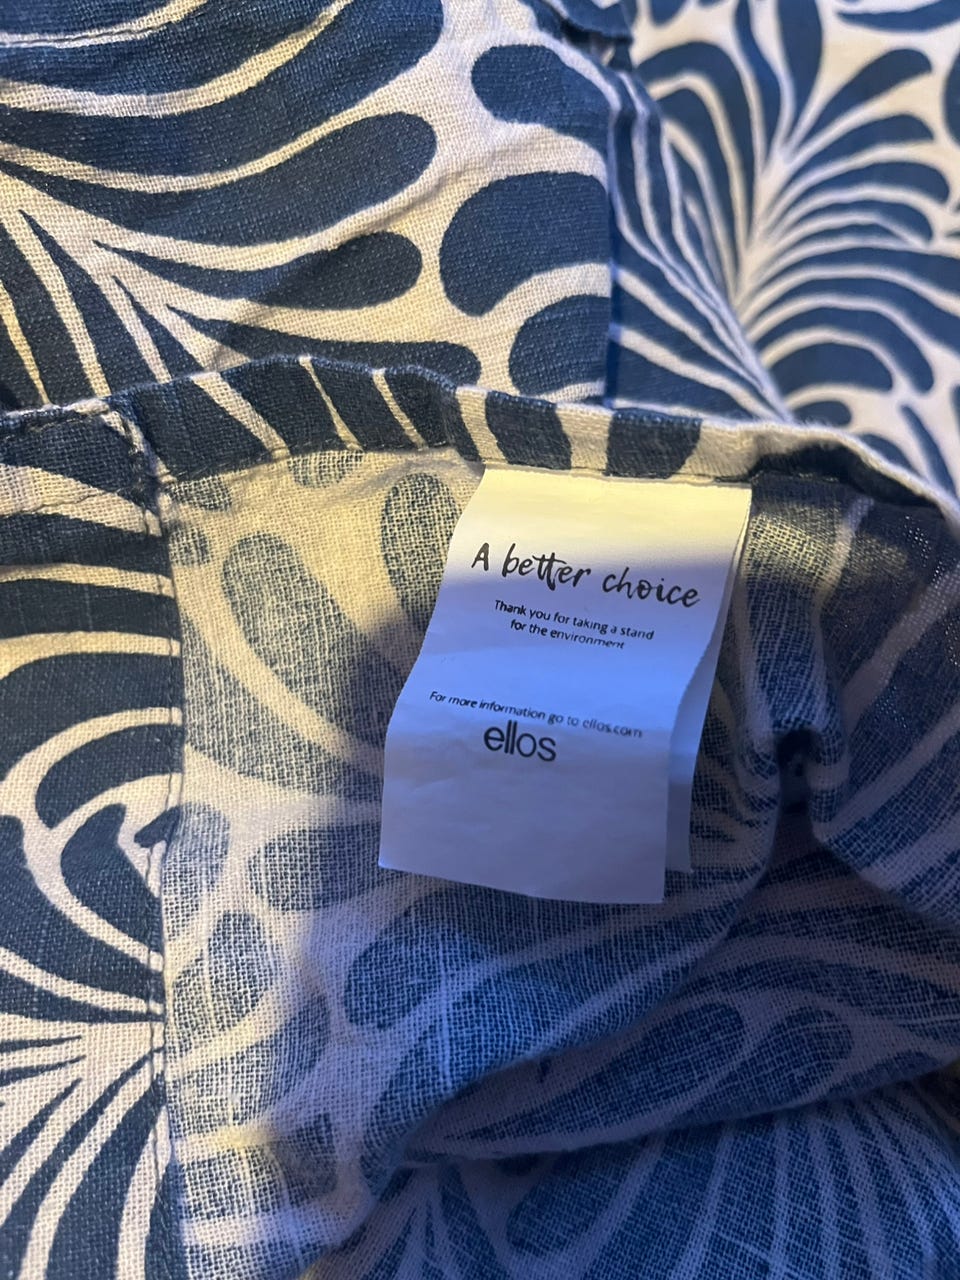 A better choice
Thank you for taking a stand
for the environment
For more information go to ellos.com
ellos